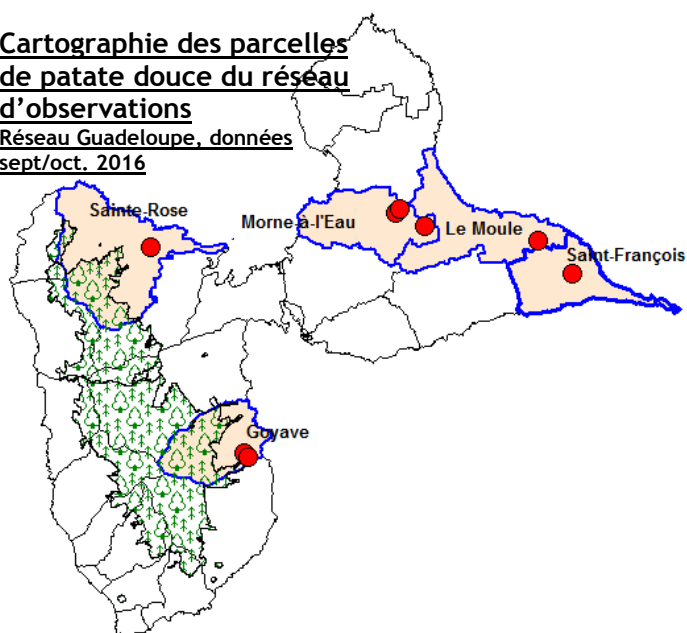 Cartographie des parcelles
de patate douce du réseau
d’observations
Réseau Guadeloupe, données
sept/oct. 2016
Sainte-Rose
Morne à-l'Eau
Le Moule
Saint-François
Goyave